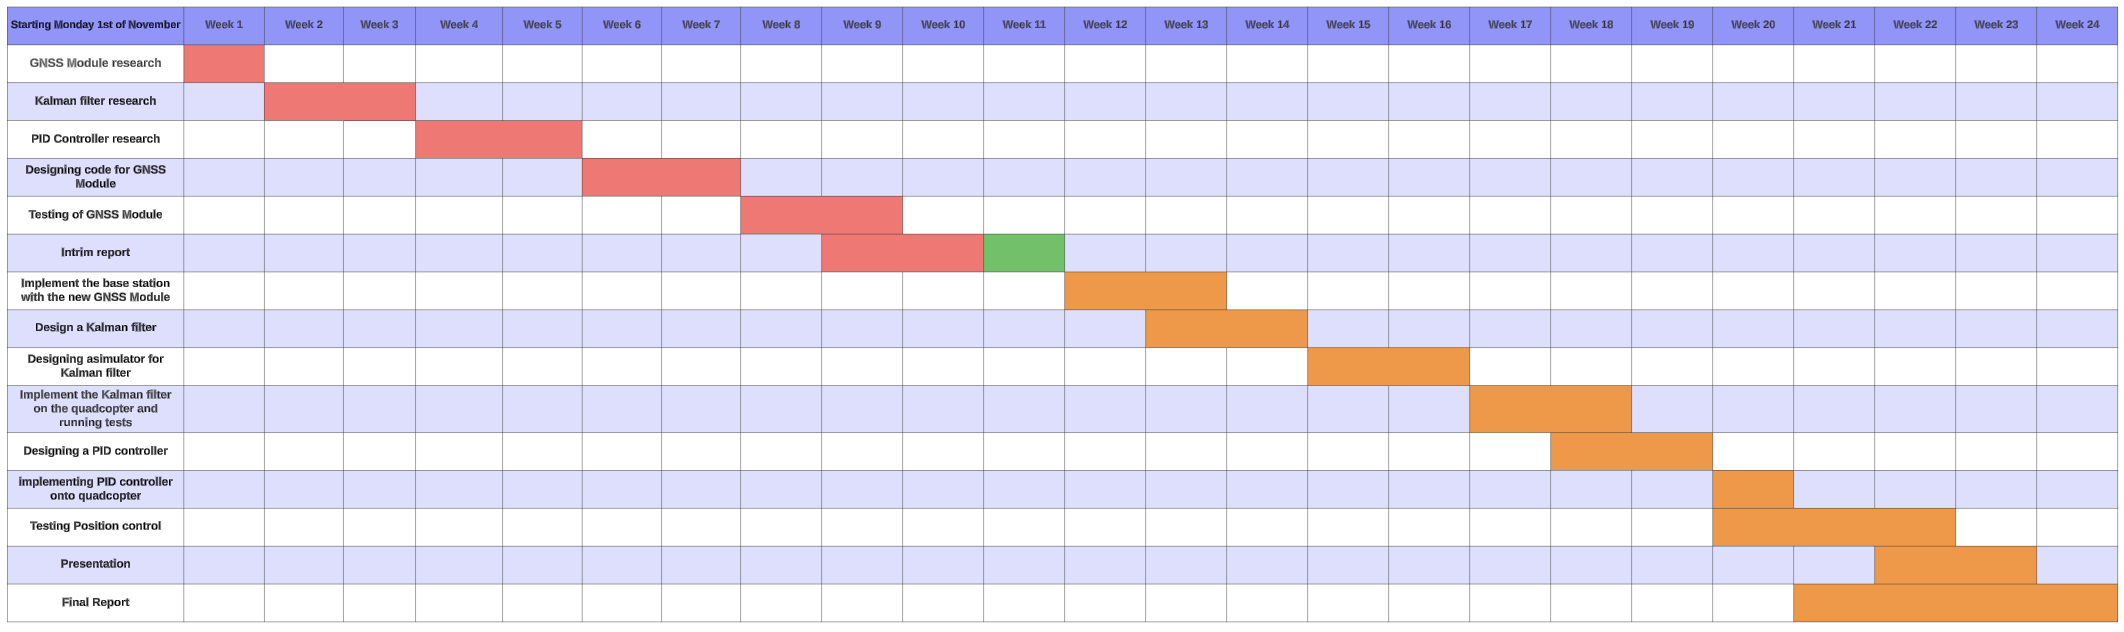 Starting Monday 1st of November Week 1 Week 2 Week 3 Week 4 Week 5 Week 6 Week 7 Week 8 Week 9 Week 10 Week 11 Week 12 Week 13 Week 14 Week 15 Week 16 Week 17 Week 18 Week 19 Week 20 Week 21 Week 22 Week 23 Week 24
GNSS Module research
Kalman filter research
PID Controller research
Designing code for GNSS
Module
Testing of GNSS Module
Intrim report
Implement the base station
with the new GNSS Module
Design a Kalman filter
Designing asimulator for
Kalman filter
Implement the Kalman filter
on the quadcopter and
running tests
Designing a PID controller
implementing PID controller
onto quadcopter
Testing Position control
Presentation
Final Report